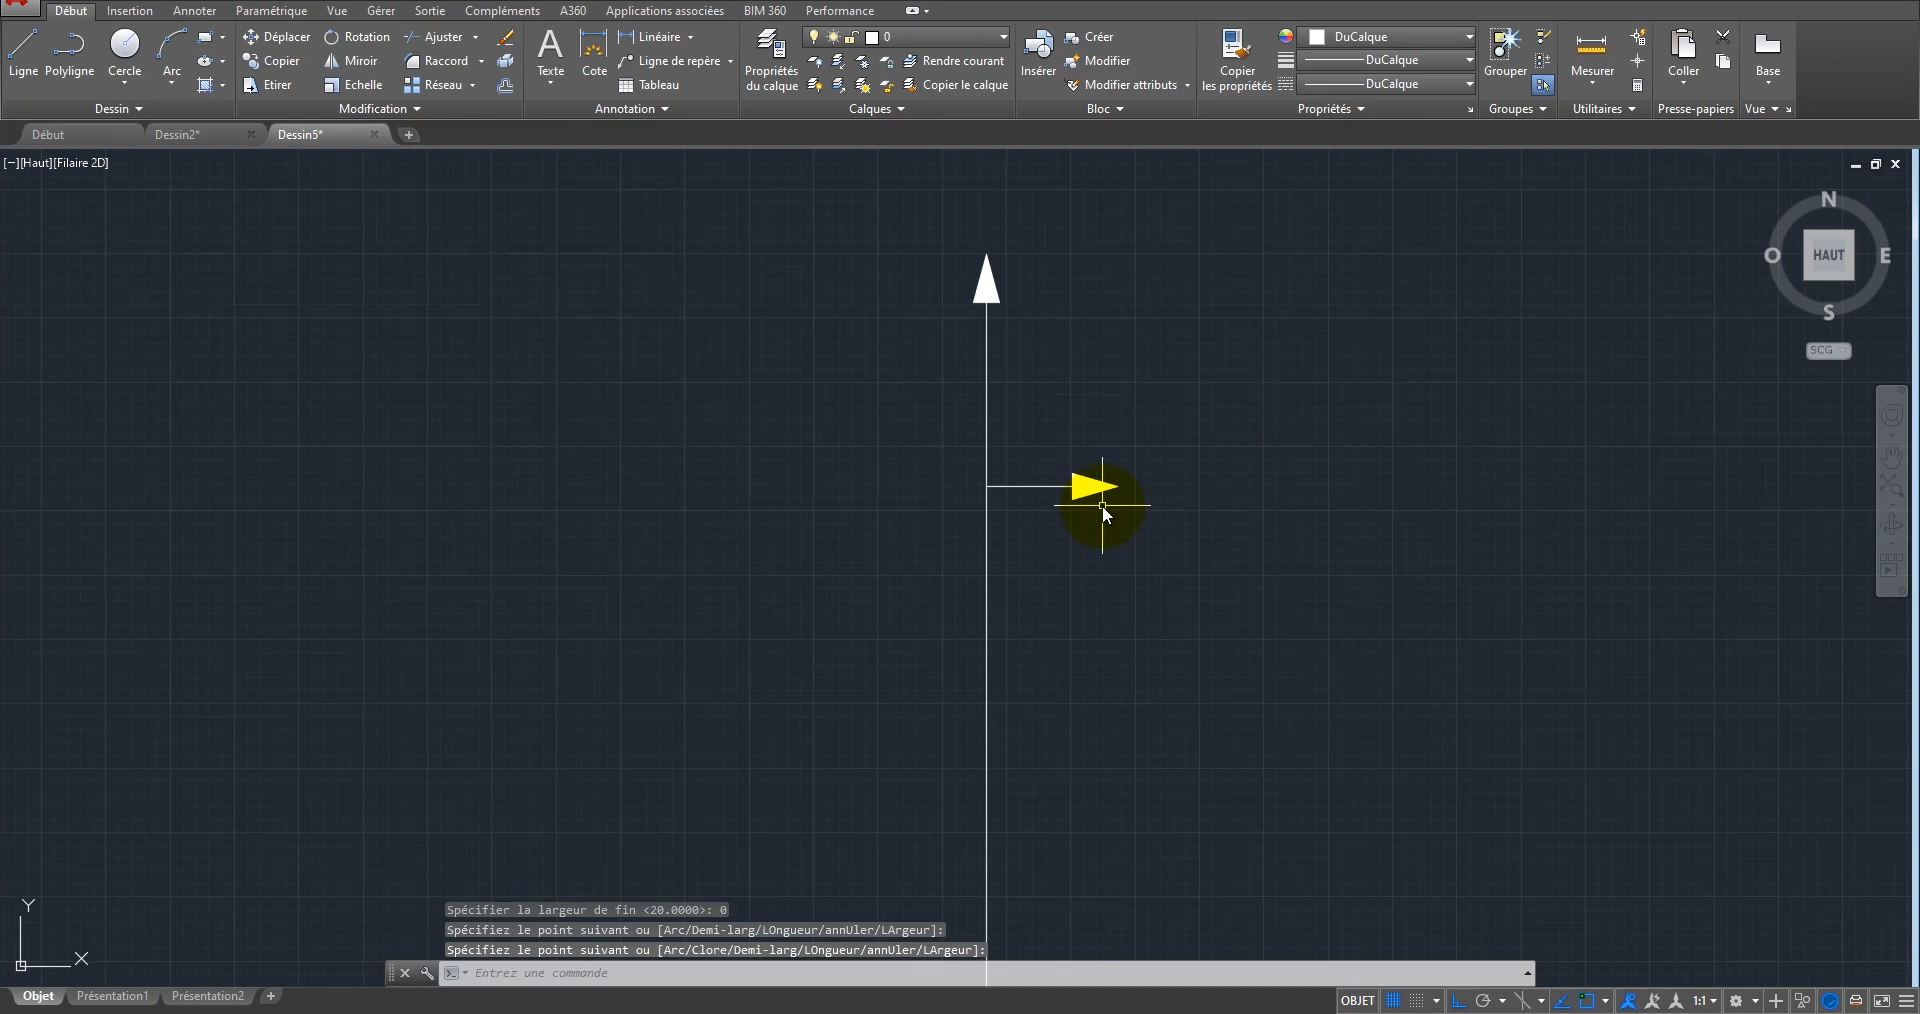 Début Insertion Annoter Paramétrique Vue Gérer Sortie Compléments A360 Applications associées BIM 360 Performance
Ligne Polyligne Cercle Arc
Dessin
Déplacer Rotation Ajuster
Copier Miroir Raccord
Etirer Echelle Réseau
Modification
A
Texte Cote
Linéaire
Ligne de repère
Tableau
Annotation
Propriétés
du calque
0
Rendre courant
Copier le calque
Calques
Insérer
Créer
Modifier
Modifier attributs
Bloc
Copier
les propriétés
DuCalque
DuCalque
DuCalque
Propriétés
Grouper
Groupes
Mesurer
Utilitaires
Coller
Presse-papiers
Base
Vue
Début Dessin2* Dessin5*
[−][Haut][Filaire 2D]
N
O HAUT E
S
SCG
Y
X
Spécifier la largeur de fin <20.0000>: 0
Spécifiez le point suivant ou [Arc/Demi-larg/LOngueur/annUler/LArgeur]:
Spécifiez le point suivant ou [Arc/Clore/Demi-larg/LOngueur/annUler/LArgeur]:
Entrez une commande
Objet Présentation1 Présentation2
OBJET 1:1